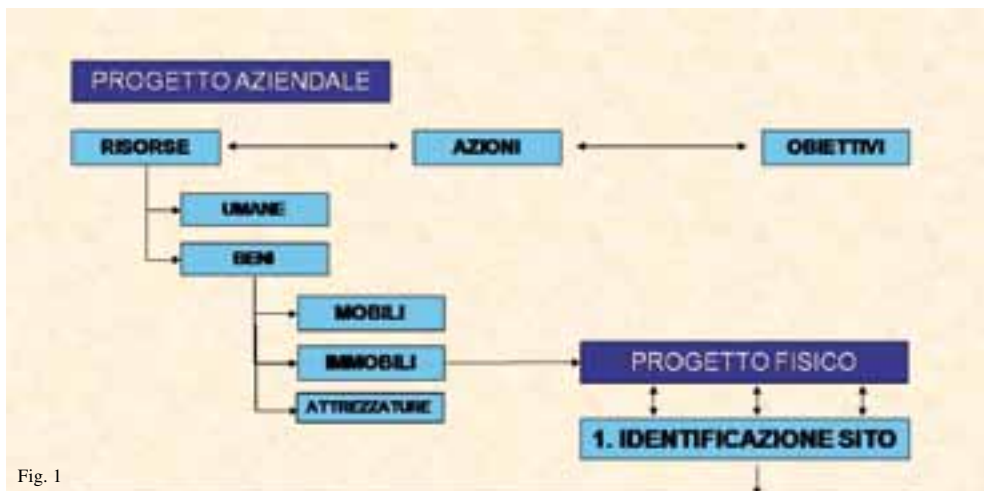 PROGETTO AZIENDALE
RISORSE AZIONI OBIETTIVI
UMANE
BENI
MOBILI
IMMOBILI PROGETTO FISICO
ATTREZZATURE
1. IDENTIFICAZIONE SITO
Fig. 1